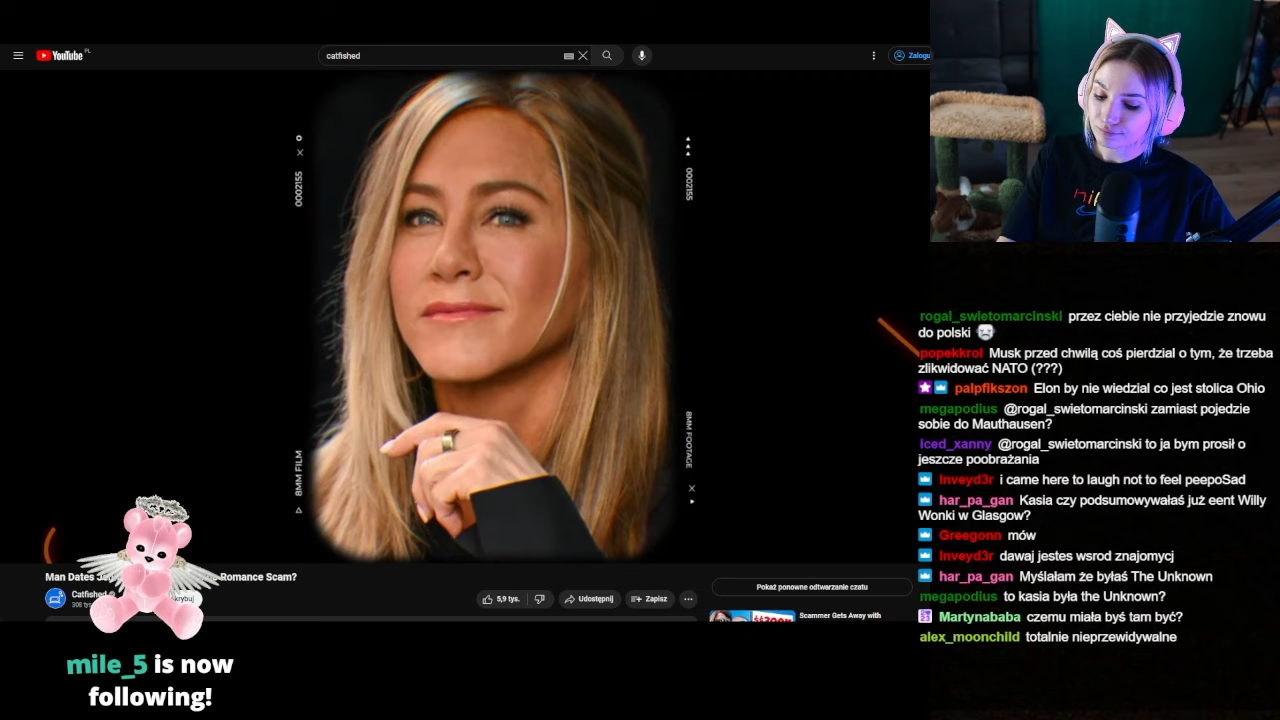 YouTube PL
catfished
Zalogu
0002155
0002155
8MM FILM
8MM FOOTAGE
Man Dates Romance Scam?
Catfished
5,9 tys.
Udostępnij
Zapisz
Pokaż ponowne odtwarzanie czatu
Scammer Gets Away with
mile_5 is now
following!
rogal_swietomarcinski przez ciebie nie przyjedzie znowu
do polski
popekkrol Musk przed chwilą coś pierdzial o tym, że trzeba
zlikwidować NATO (???)
palpfikszon Elon by nie wiedzial co jest stolica Ohio
megapodius @rogal_swietomarcinski zamiast pojedzie
sobie do Mauthausen?
Iced_xanny @rogal_swietomarcinski to ja bym prosił o
jeszcze poobrażania
Inveyd3r i came here to laugh not to feel peepoSad
har_pa_gan Kasia czy podsumowywałaś już eent Willy
Wonki w Glasgow?
Greegonn mów
Inveyd3r dawaj jestes wsrod znajomycj
har_pa_gan Myślałam że byłaś The Unknown
megapodius to kasia była the Unknown?
Martynababa czemu miała byś tam być?
alex_moonchild totalnie nieprzewidywalne